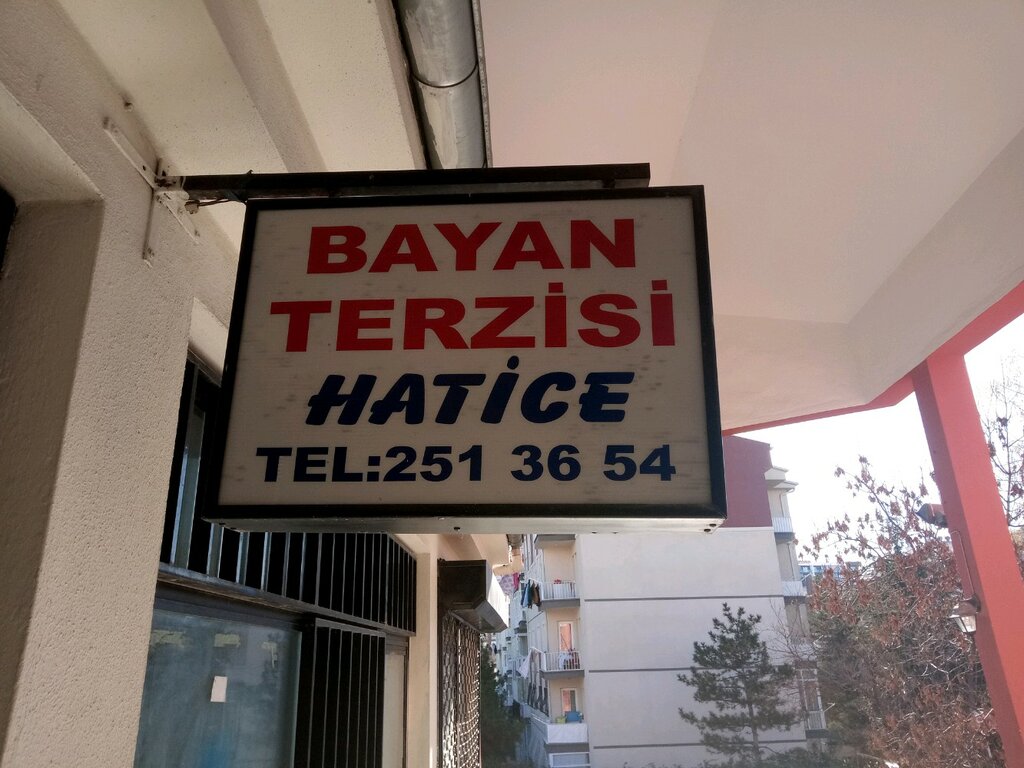 BAYAN
TERZİSİ
HATİCE
TEL:251 36 54